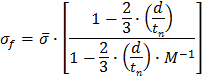 σ_f = σ̄ · [ (1 − 2/3 · (d/t_n)) / (1 − 2/3 · (d/t_n) · M⁻¹) ]